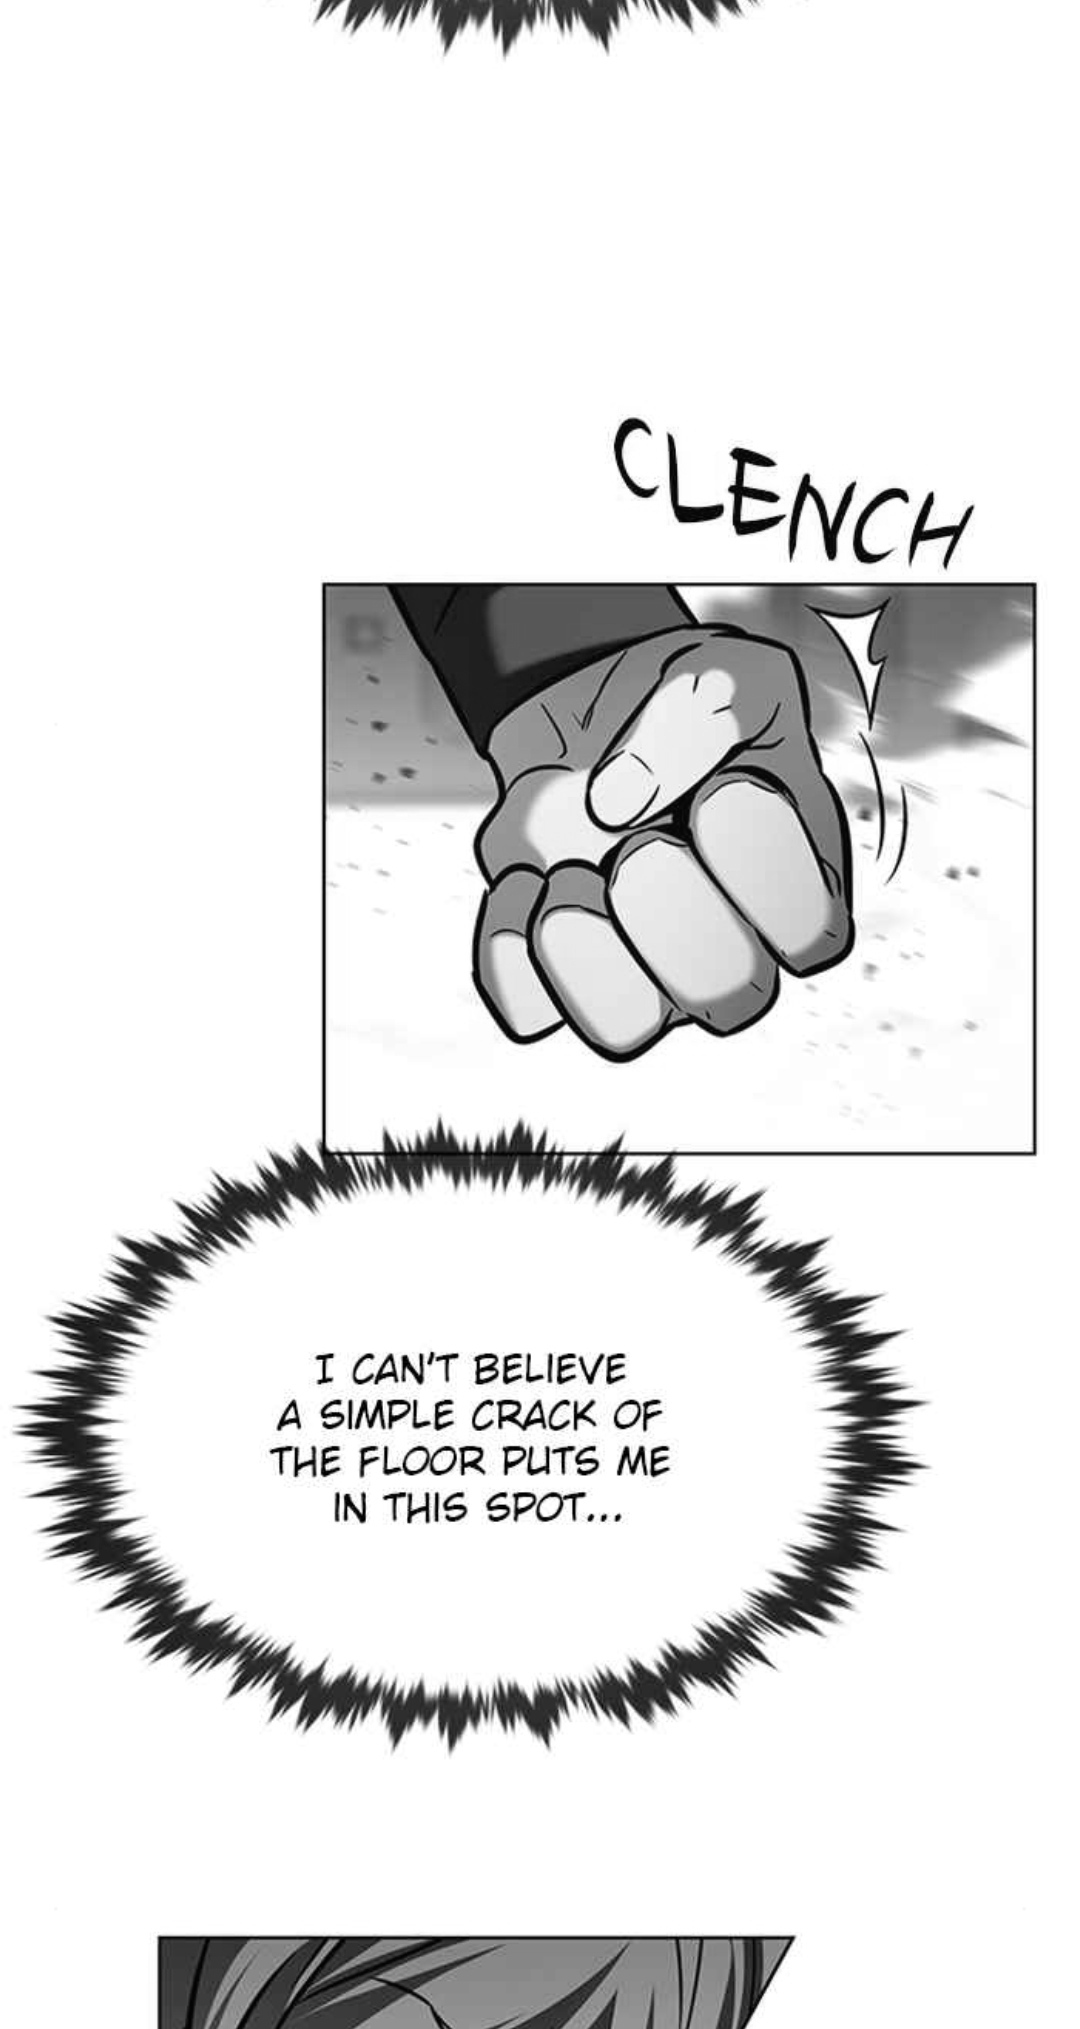 CLENCH
I CAN'T BELIEVE
A SIMPLE CRACK OF
THE FLOOR PUTS ME
IN THIS SPOT...